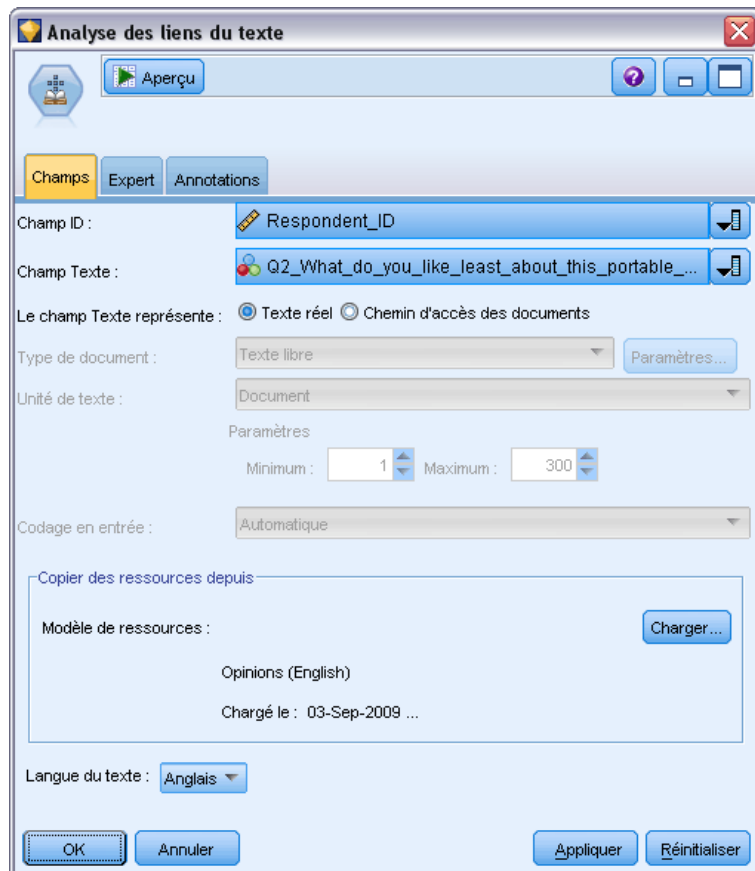 Analyse des liens du texte
Aperçu
Champs Expert Annotations
Champ ID : Respondent_ID
Champ Texte : Q2_What_do_you_like_least_about_this_portable_...
Le champ Texte représente : Texte réel Chemin d'accès des documents
Type de document : Texte libre Paramètres...
Unité de texte : Document
Paramètres
Minimum : 1 Maximum : 300
Codage en entrée : Automatique
Copier des ressources depuis
Modèle de ressources : Charger...
Opinions (English)
Chargé le : 03-Sep-2009 ...
Langue du texte : Anglais
OK Annuler Appliquer Réinitialiser